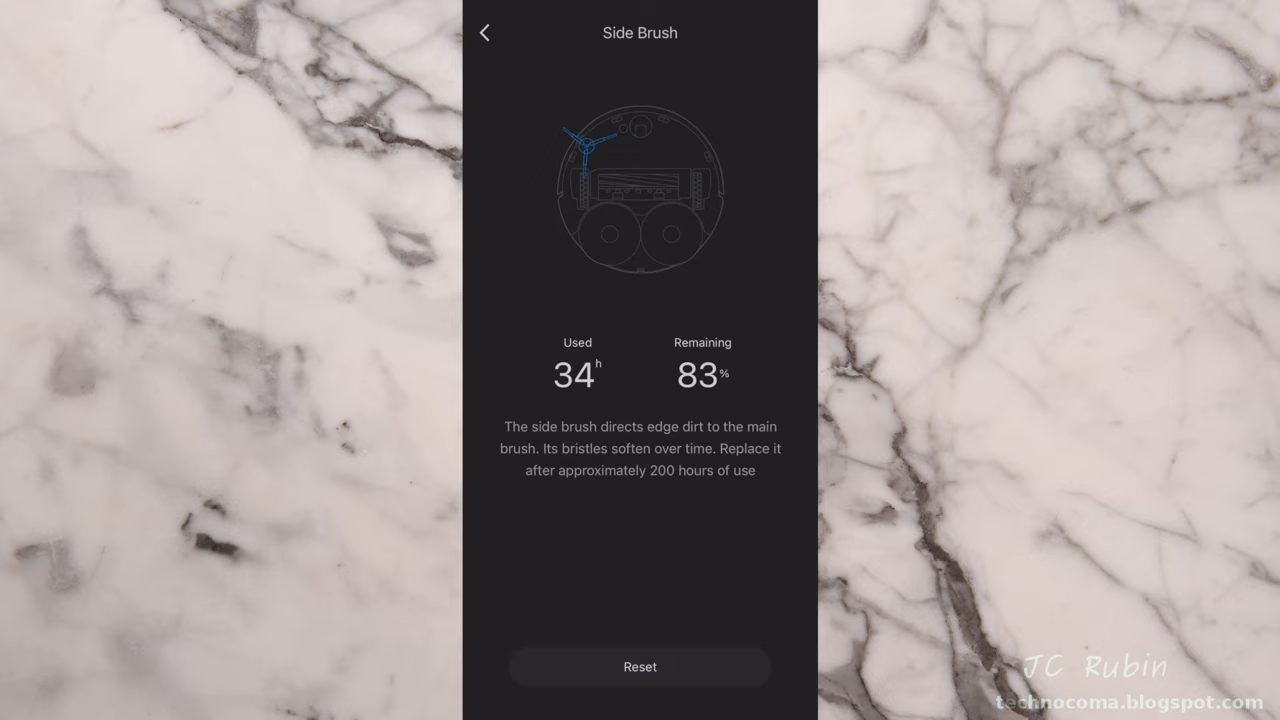 Side Brush
Used
Remaining
34h
83%
The side brush directs edge dirt to the main
brush. Its bristles soften over time. Replace it
after approximately 200 hours of use
Reset
JC Rubin
technocoma.blogspot.com